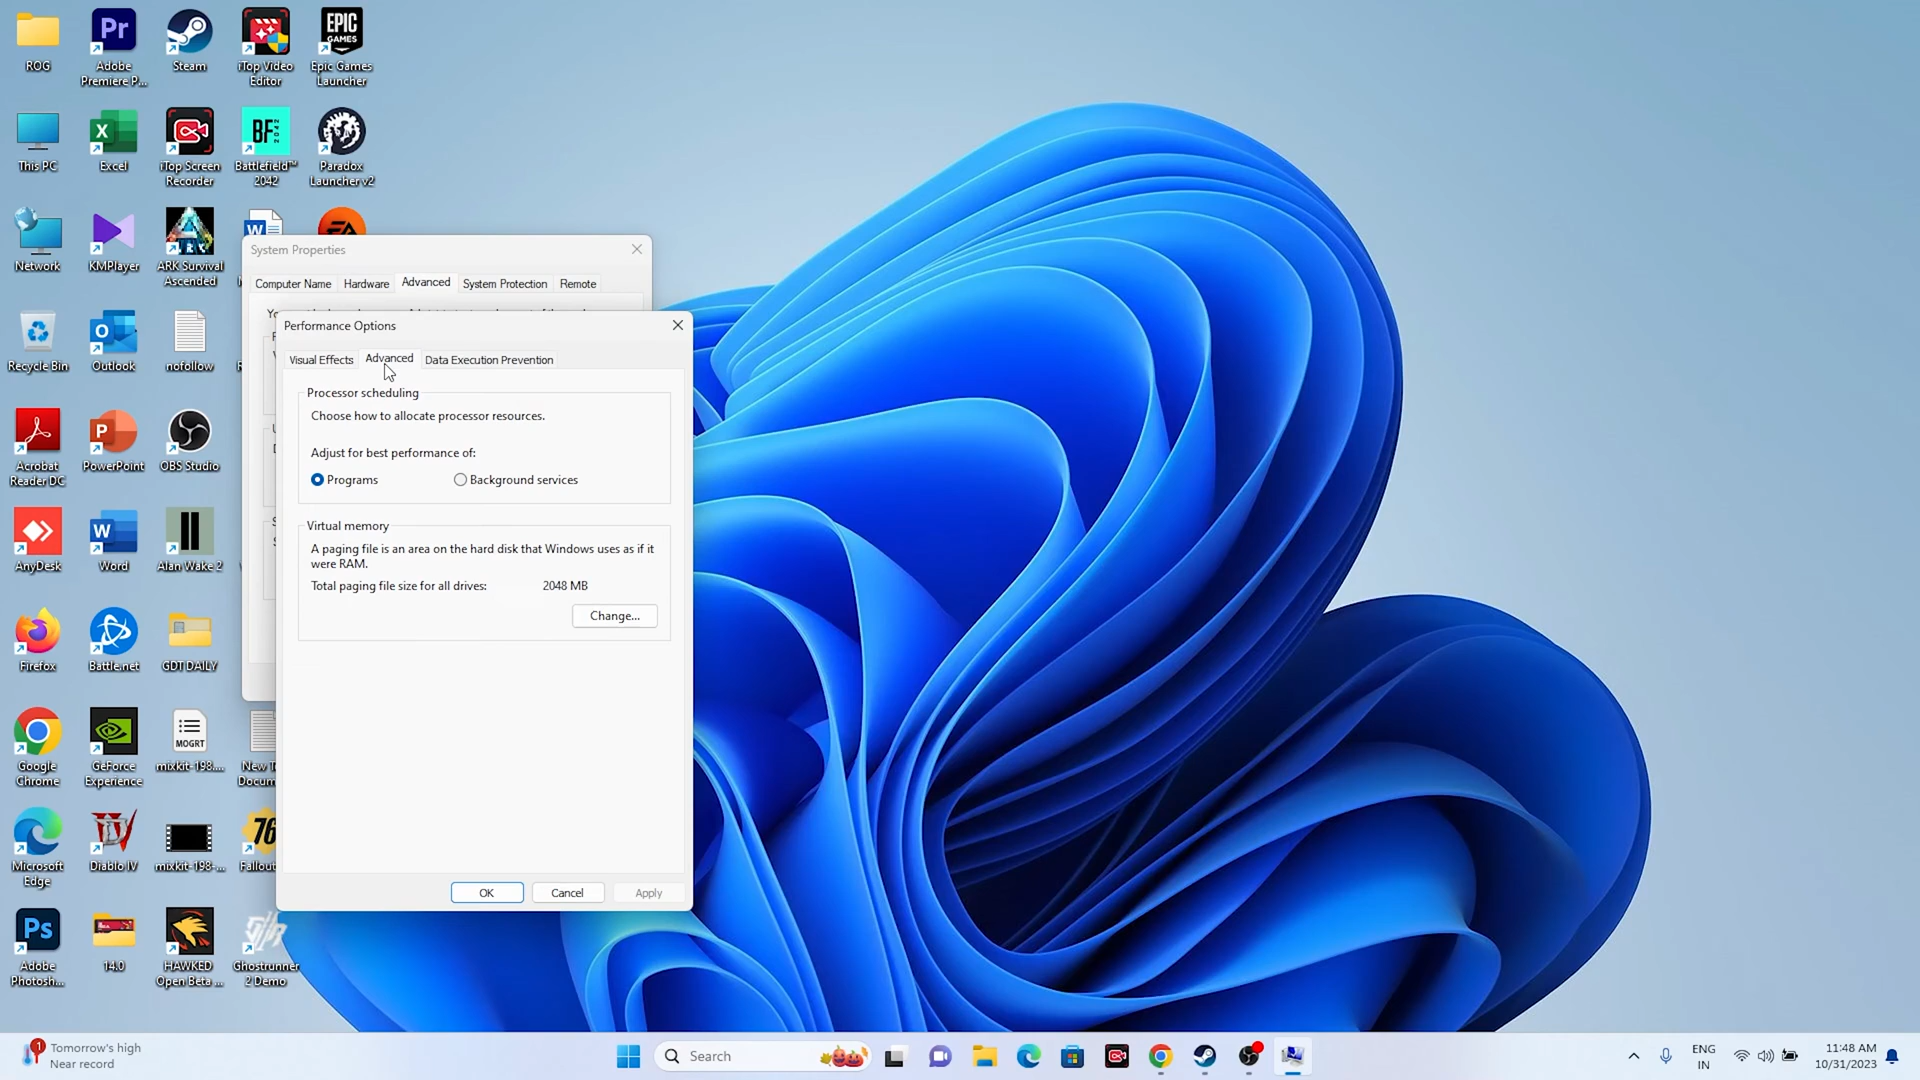 ROG
Adobe
Premiere P...
Steam
iTop Video
Editor
EPIC
GAMES
Epic Games
Launcher
Pr
This PC
Excel
iTop Screen
Recorder
BF
2042
Battlefield™
2042
Paradox
Launcher v2
Network
KMPlayer
ARK Survival
Ascended
Recycle Bin
Outlook
nofollow
Acrobat
Reader DC
PowerPoint
OBS Studio
AnyDesk
Word
Alan Wake 2
Firefox
Battle.net
GDT DAILY
Google
Chrome
GeForce
Experience
MOGRT
mixkit-198....
Microsoft
Edge
Diablo IV
mixkit-198-...
76
Ps
Adobe
Photosh...
14.0
HAWKED
Open Beta ...
Ghostrunner
2 Demo
System Properties
Computer Name
Hardware
Advanced
System Protection
Remote
Performance Options
Visual Effects
Advanced
Data Execution Prevention
Processor scheduling
Choose how to allocate processor resources.
Adjust for best performance of:
Programs
Background services
Virtual memory
A paging file is an area on the hard disk that Windows uses as if it
were RAM.
Total paging file size for all drives:
2048 MB
Change...
OK
Cancel
Apply
1
Tomorrow's high
Near record
Search
ENG
IN
11:48 AM
10/31/2023